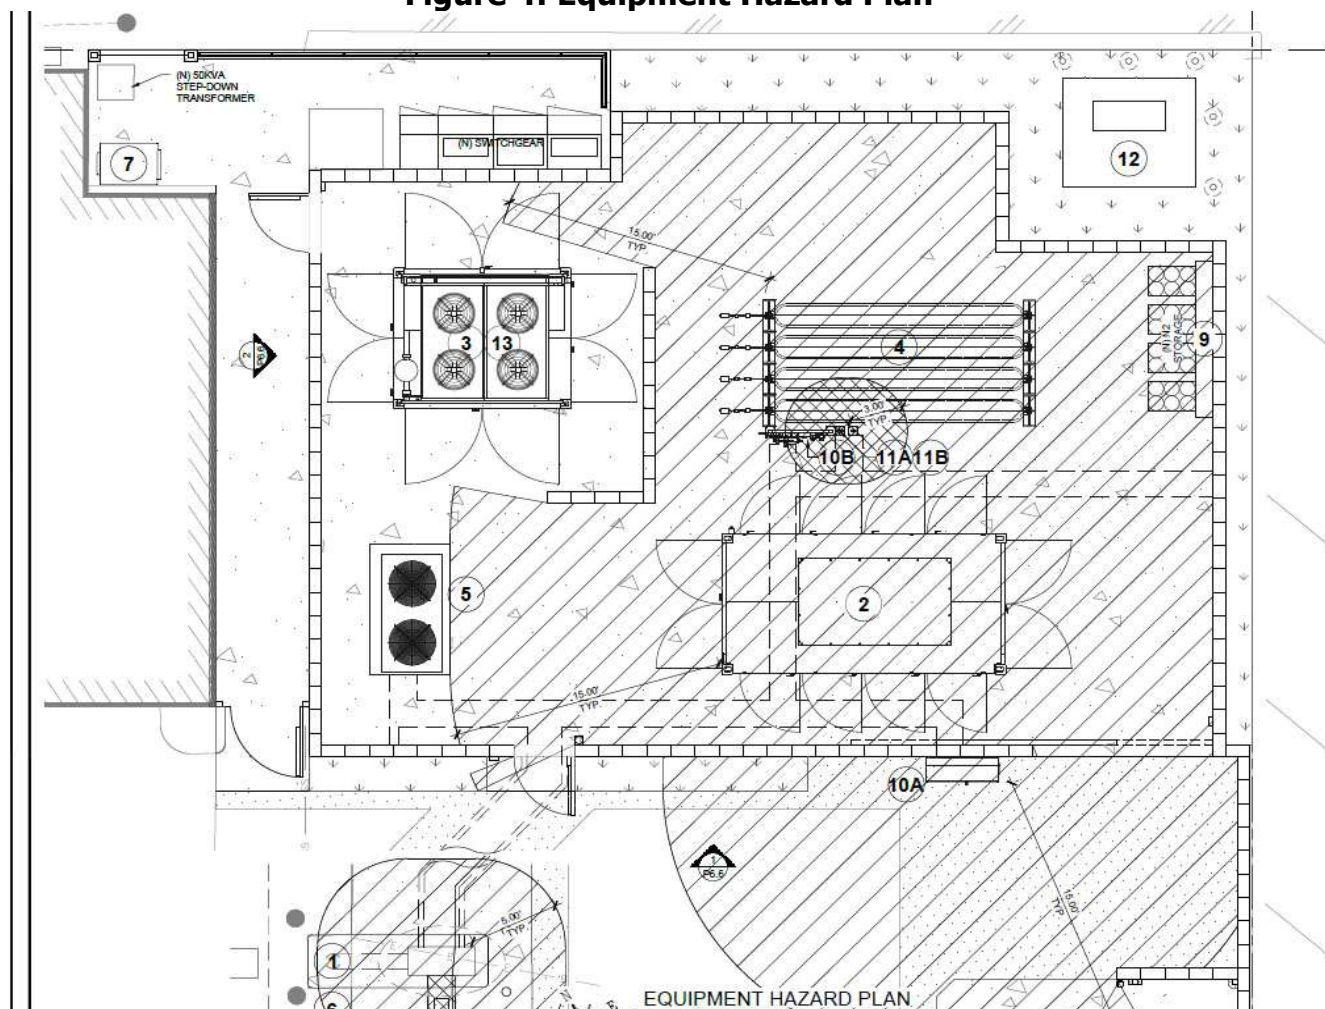 Figure 4: Equipment Hazard Plan
(N) 50KVA
STEP-DOWN
TRANSFORMER
7
(N) SWITCHGEAR
12
15.00'
TYP
3
13
4
9
(N) N2
STORAGE
2
P6.6
3.00'
TYP
10B
11A
11B
5
2
15.00'
TYP
10A
1
P6.6
15.00'
TYP
5.00'
TYP
1
6
EQUIPMENT HAZARD PLAN